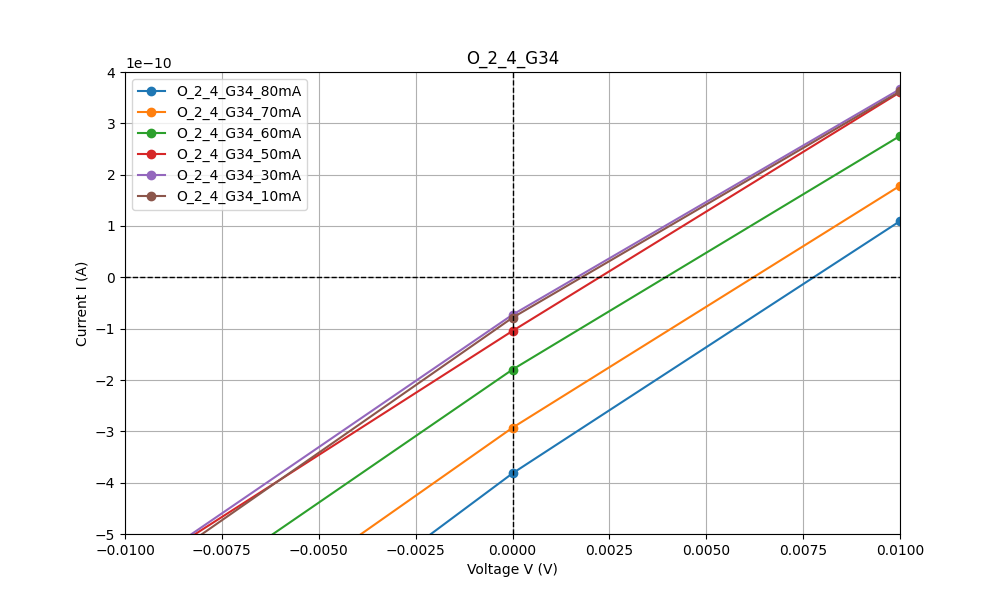 O_2_4_G34
1e−10
4
3
2
1
0
−1
−2
−3
−4
−5
Current I (A)
O_2_4_G34_80mA
O_2_4_G34_70mA
O_2_4_G34_60mA
O_2_4_G34_50mA
O_2_4_G34_30mA
O_2_4_G34_10mA
−0.0100 −0.0075 −0.0050 −0.0025 0.0000 0.0025 0.0050 0.0075 0.0100
Voltage V (V)